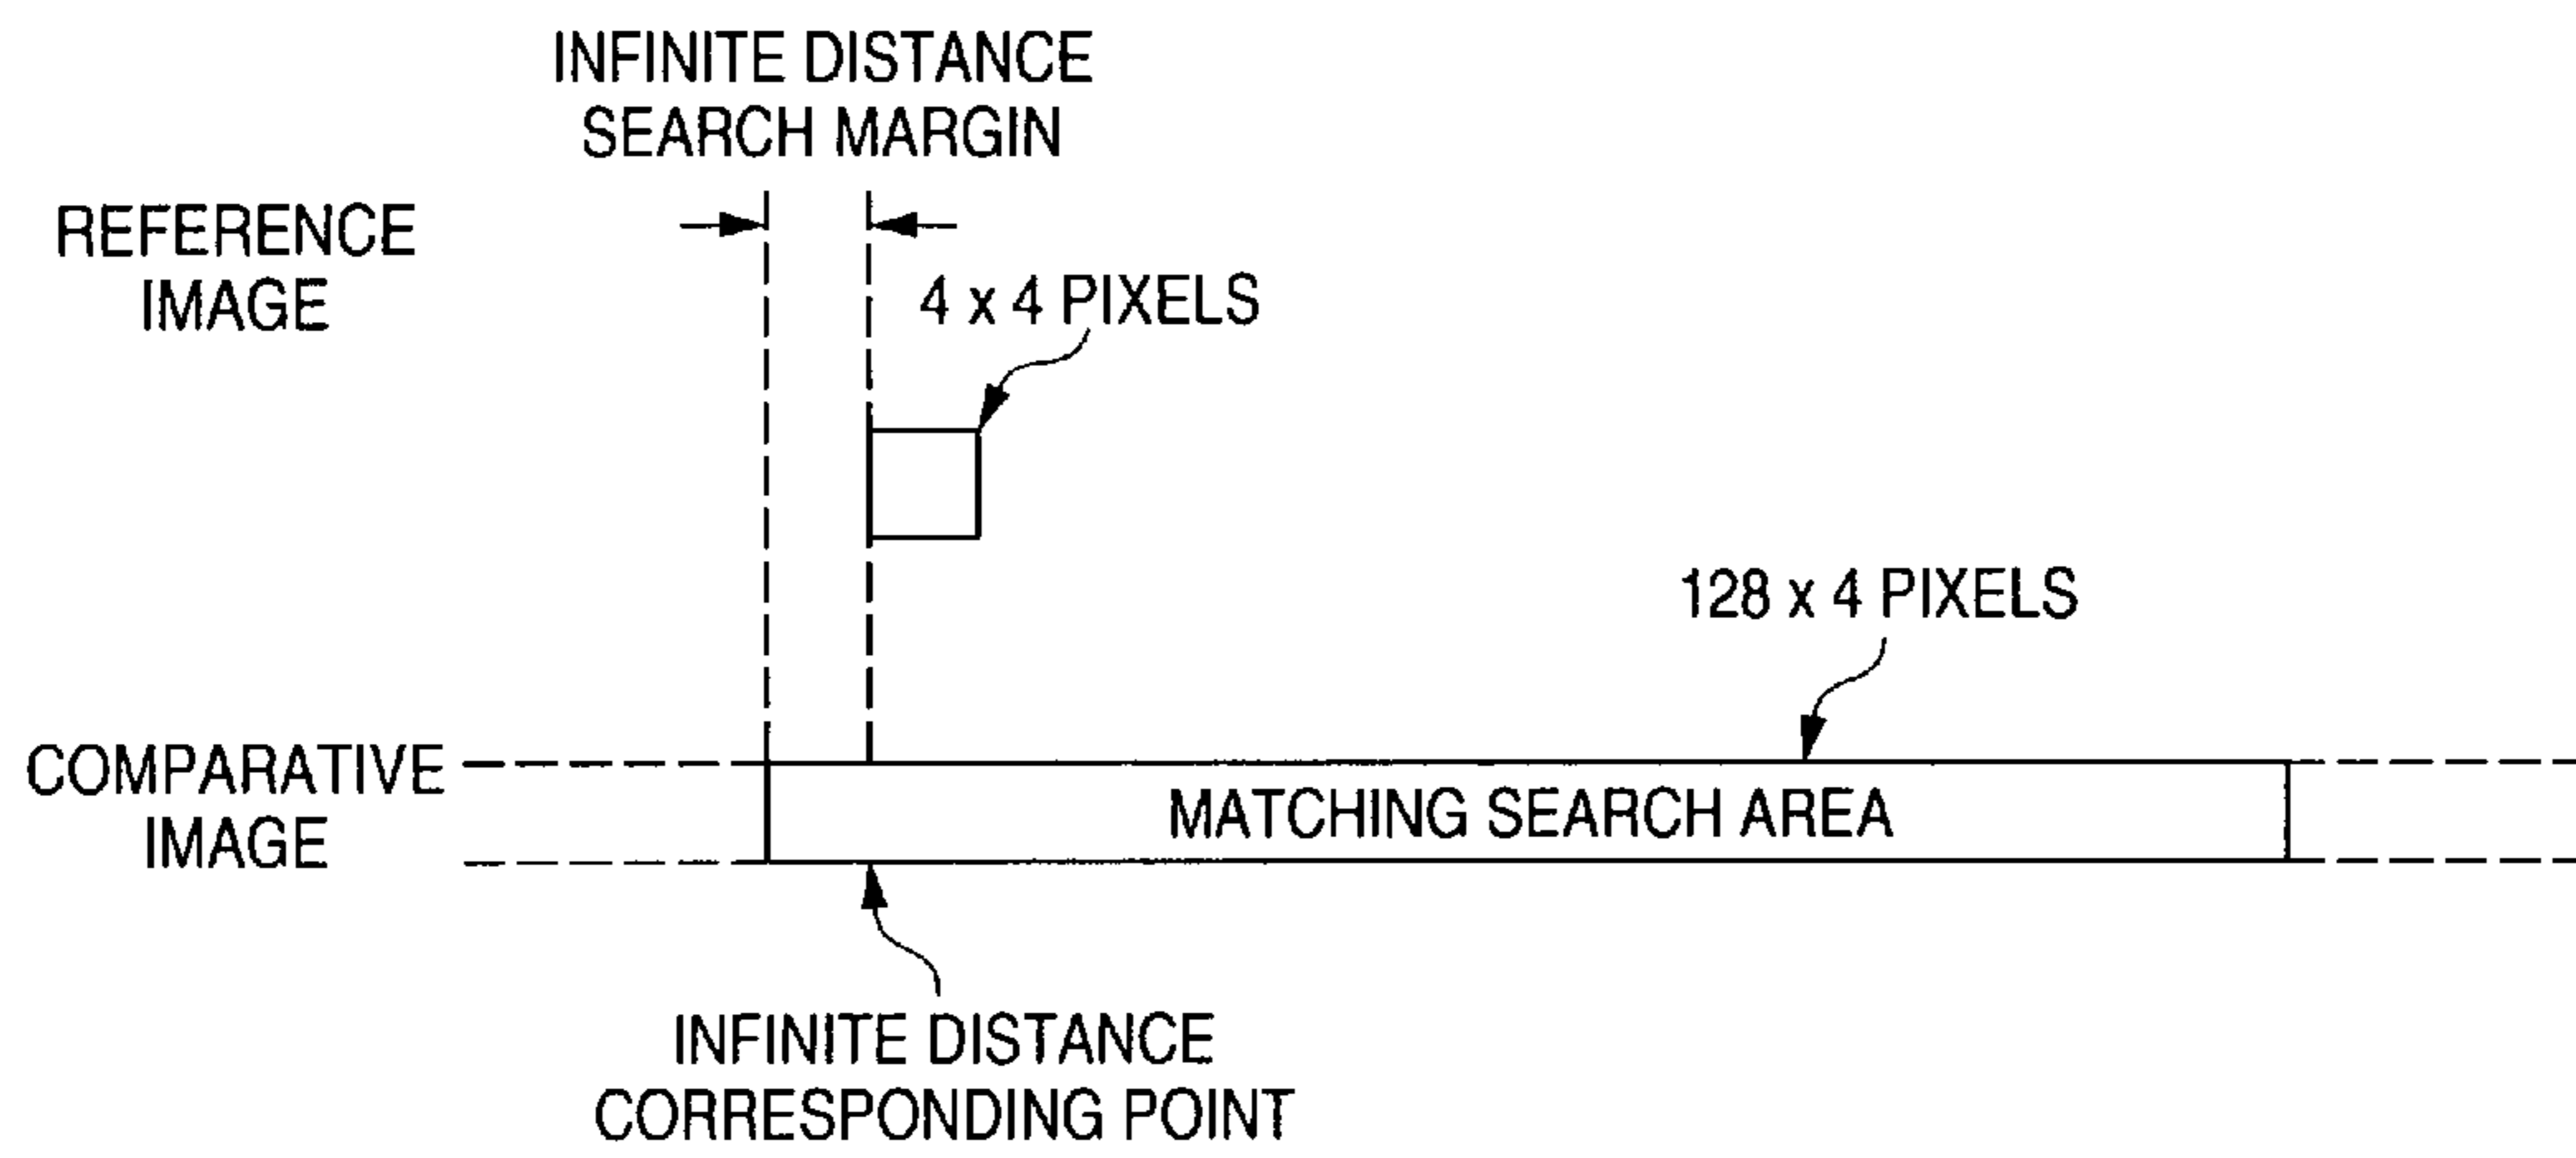 INFINITE DISTANCE
SEARCH MARGIN
REFERENCE
IMAGE
4 x 4 PIXELS
128 x 4 PIXELS
COMPARATIVE
IMAGE
MATCHING SEARCH AREA
INFINITE DISTANCE
CORRESPONDING POINT